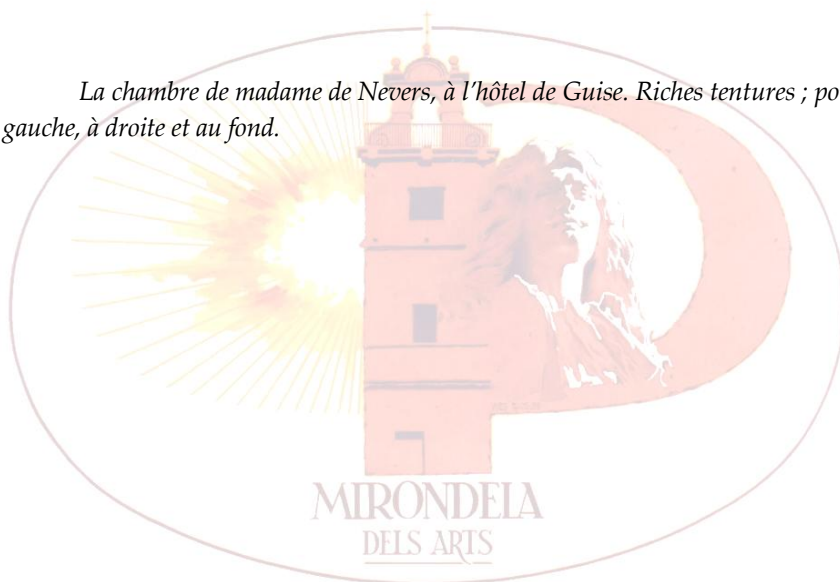 La chambre de madame de Nevers, à l’hôtel de Guise. Riches tentures ;
gauche, à droite et au fond.
MIRONDELA
DELS ARTS